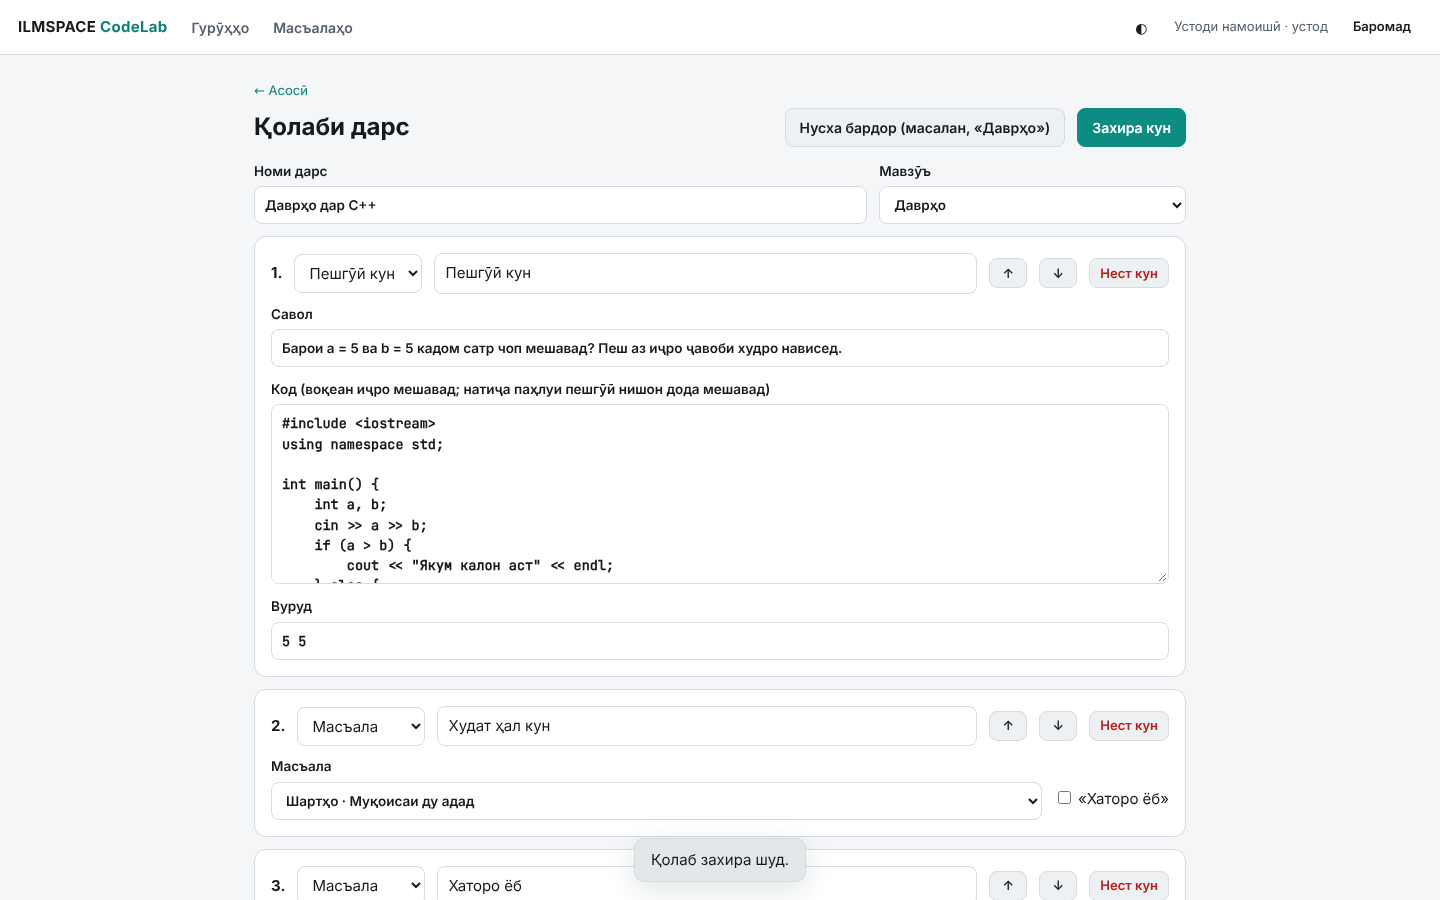 ILMSPACE CodeLab Гурӯҳҳо Масъалаҳо ◐ Устоди намоишӣ · устод Баромад
← Асосӣ
Қолаби дарс Нусха бардор (масалан, «Даврҳо») Захира кун
Номи дарс Мавзӯъ
Даврҳо дар C++ Даврҳо
1. Пешгӯӣ кун Пешгӯӣ кун ↑ ↓ Нест кун
Савол
Барои a = 5 ва b = 5 кадом сатр чоп мешавад? Пеш аз иҷро ҷавоби худро нависед.
Код (воқеан иҷро мешавад; натиҷа паҳлуи пешгӯӣ нишон дода мешавад)
#include <iostream>
using namespace std;
int main() {
int a, b;
cin >> a >> b;
if (a > b) {
cout << "Якум калон аст" << endl;
} else {
Вуруд
5 5
2. Масъала Худат ҳал кун ↑ ↓ Нест кун
Масъала
Шартҳо · Муқоисаи ду адад «Хаторо ёб»
Қолаб захира шуд.
3. Масъала Хаторо ёб ↑ ↓ Нест кун